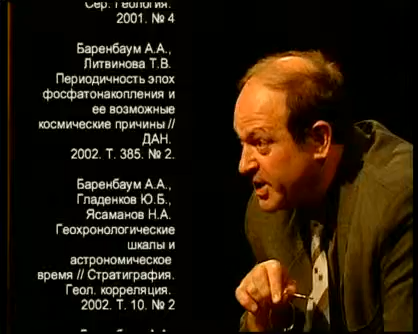 Сер. Геология.
2001. № 4
Баренбаум А.А.,
Литвинова Т.В.
Периодичность эпох
фосфатонакопления и
ее возможные
космические причины //
ДАН.
2002. Т. 385. № 2.
Баренбаум А.А.,
Гладенков Ю.Б.,
Ясаманов Н.А.
Геохронологические
шкалы и
астрономическое
время // Стратиграфия.
Геол. корреляция.
2002. Т. 10. № 2